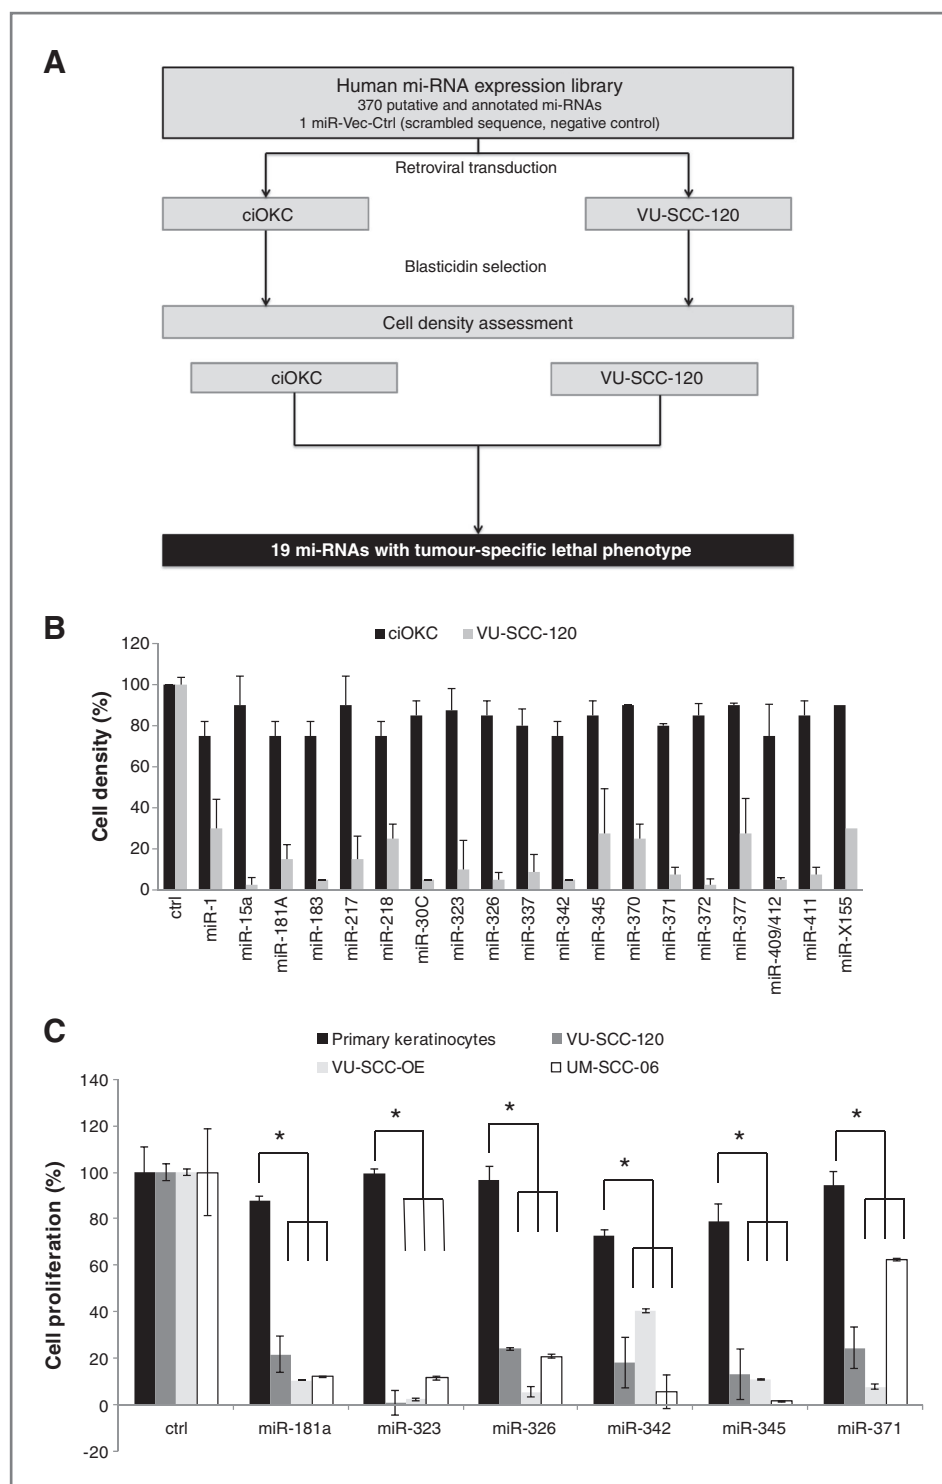 A
Human mi-RNA expression library
370 putative and annotated mi-RNAs
1 miR-Vec-Ctrl (scrambled sequence, negative control)
Retroviral transduction
ciOKC
VU-SCC-120
Blasticidin selection
Cell density assessment
ciOKC
VU-SCC-120
19 mi-RNAs with tumour-specific lethal phenotype
B
ciOKC
VU-SCC-120
Cell density (%)
120
100
80
60
40
20
0
ctrl
miR-1
miR-15a
miR-181A
miR-183
miR-217
miR-218
miR-30C
miR-323
miR-326
miR-337
miR-342
miR-345
miR-370
miR-371
miR-372
miR-377
miR-409/412
miR-411
miR-X155
C
Primary keratinocytes
VU-SCC-120
VU-SCC-OE
UM-SCC-06
Cell proliferation (%)
140
120
100
80
60
40
20
0
-20
*
*
*
*
*
*
ctrl
miR-181a
miR-323
miR-326
miR-342
miR-345
miR-371